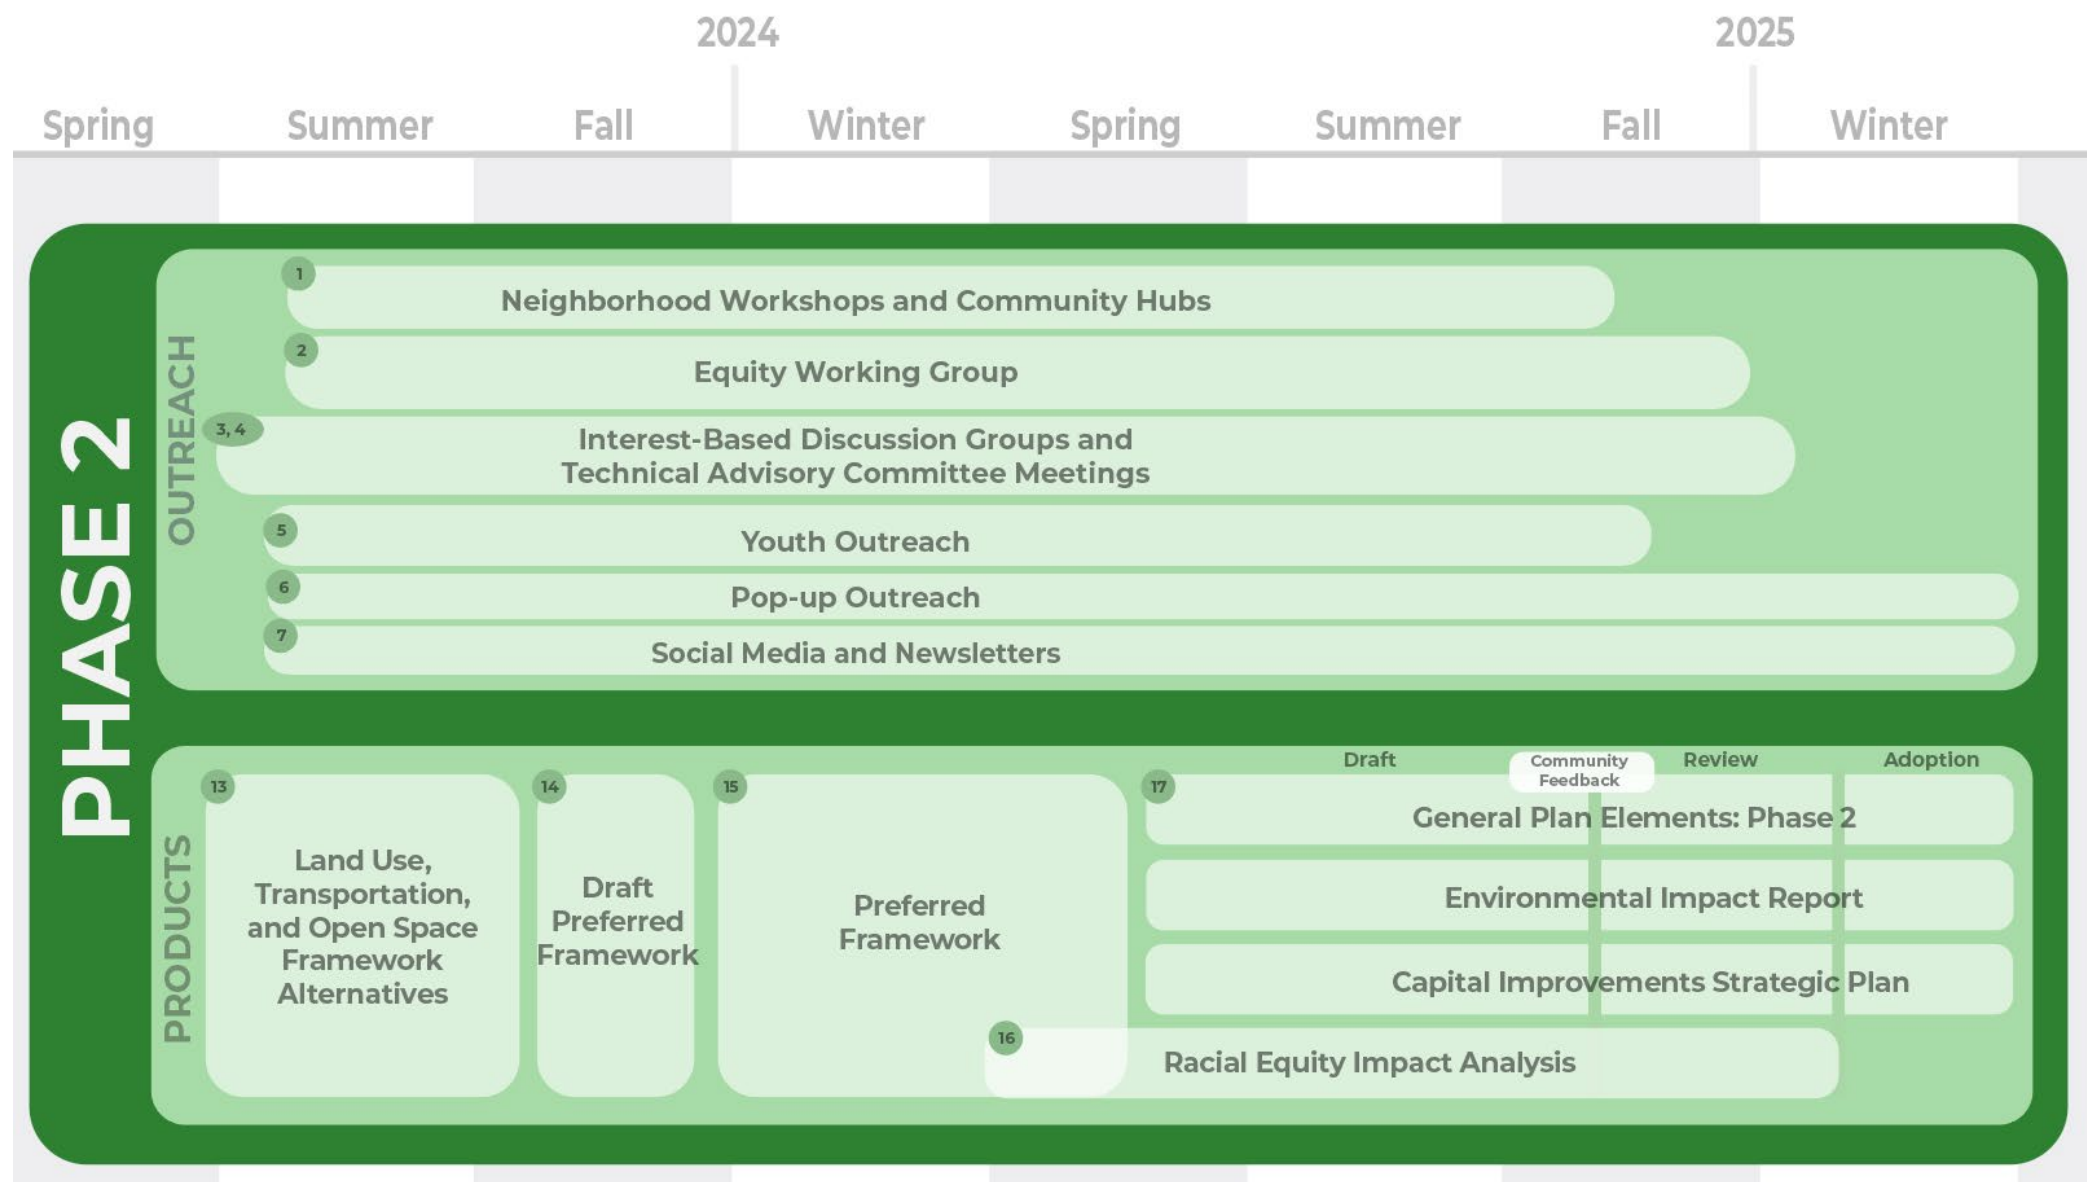 2024
2025
Spring
Summer
Fall
Winter
Spring
Summer
Fall
Winter
PHASE 2
OUTREACH
1
Neighborhood Workshops and Community Hubs
2
Equity Working Group
3, 4
Interest-Based Discussion Groups and
Technical Advisory Committee Meetings
5
Youth Outreach
6
Pop-up Outreach
7
Social Media and Newsletters
PRODUCTS
13
Land Use,
Transportation,
and Open Space
Framework
Alternatives
14
Draft
Preferred
Framework
15
Preferred
Framework
Draft
Community
Feedback
Review
Adoption
17
General Plan Elements: Phase 2
Environmental Impact Report
Capital Improvements Strategic Plan
16
Racial Equity Impact Analysis